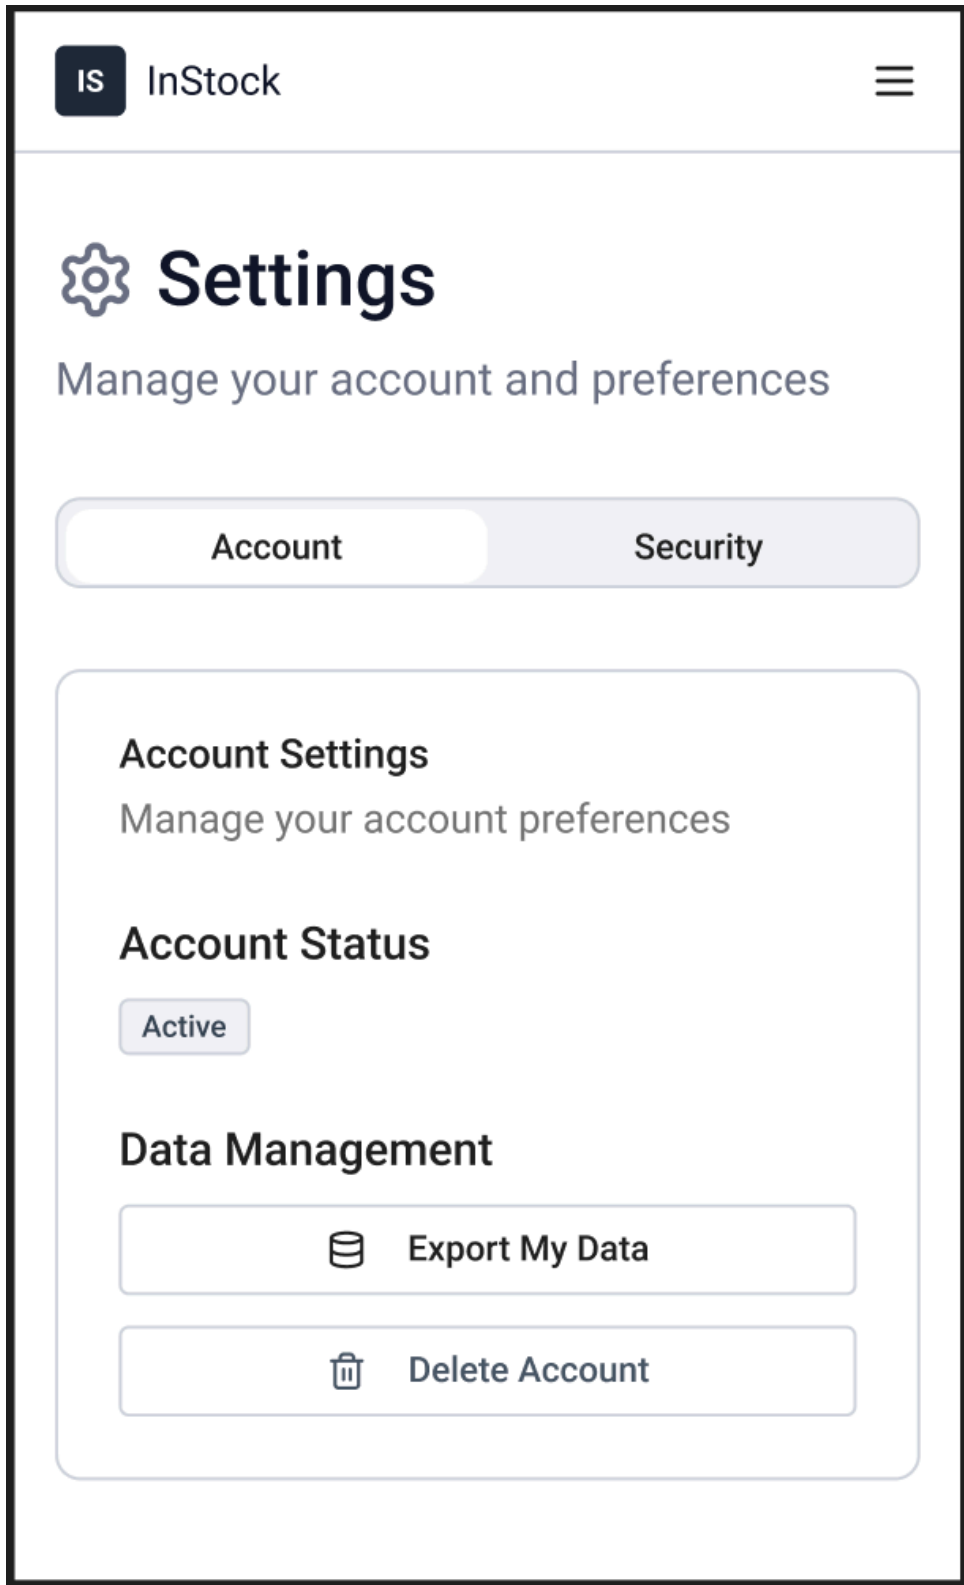 IS InStock
Settings
Manage your account and preferences
Account Security
Account Settings
Manage your account preferences
Account Status
Active
Data Management
Export My Data
Delete Account